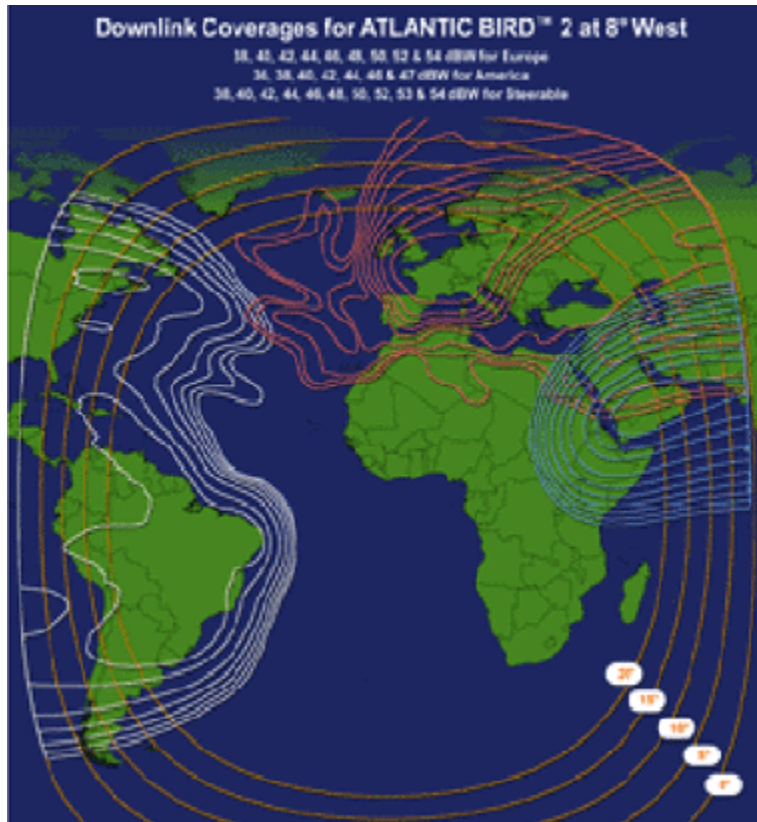 Downlink Coverages for ATLANTIC BIRD™ 2 at 8° West
38, 40, 42, 44, 46, 48, 50, 52 & 54 dBW for Europe
36, 38, 40, 42, 44, 46 & 47 dBW for America
38, 40, 42, 44, 46, 48, 50, 52, 53 & 54 dBW for Steerable
20°
15°
10°
5°
0°